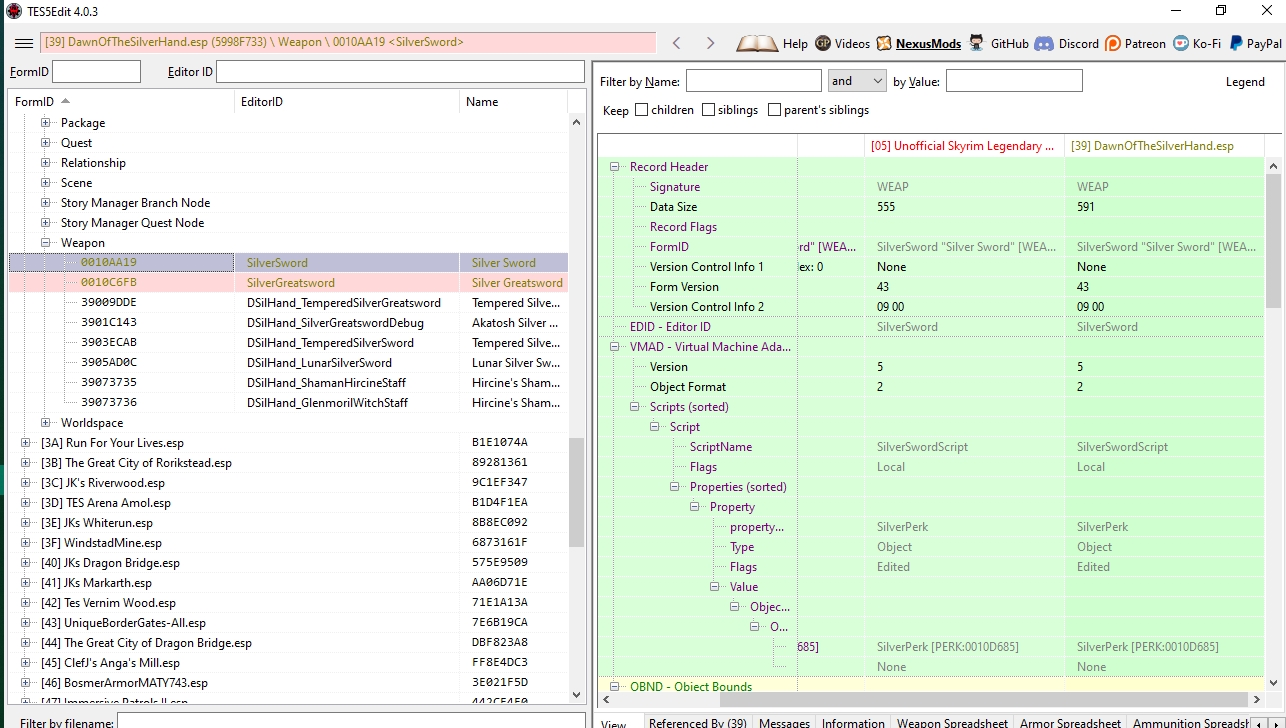 TES5Edit 4.0.3
[39] DawnOfTheSilverHand.esp (5998F733) \ Weapon \ 0010AA19 <SilverSword>
Help GP Videos NexusMods GitHub Discord Patreon Ko-Fi PayPal
FormID Editor ID
FormID EditorID Name
Package
Quest
Relationship
Scene
Story Manager Branch Node
Story Manager Quest Node
Weapon
0010AA19 SilverSword Silver Sword
0010C6FB SilverGreatsword Silver Greatsword
39009DDE DSilHand_TemperedSilverGreatsword Tempered Silve...
3901C143 DSilHand_SilverGreatswordDebug Akatosh Silver ...
3903ECAB DSilHand_TemperedSilverSword Tempered Silve...
3905AD0C DSilHand_LunarSilverSword Lunar Silver Sw...
39073735 DSilHand_ShamanHircineStaff Hircine's Sham...
39073736 DSilHand_GlenmorilWitchStaff Hircine's Sham...
Worldspace
[3A] Run For Your Lives.esp B1E1074A
[3B] The Great City of Rorikstead.esp 89281361
[3C] JK's Riverwood.esp 9C1EF347
[3D] TES Arena Amol.esp B1D4F1EA
[3E] JKs Whiterun.esp 8B8EC092
[3F] WindstadMine.esp 6873161F
[40] JKs Dragon Bridge.esp 575E9509
[41] JKs Markarth.esp AA06D71E
[42] Tes Vernim Wood.esp 71E1A13A
[43] UniqueBorderGates-All.esp 7E6B19CA
[44] The Great City of Dragon Bridge.esp DBF823A8
[45] ClefJ's Anga's Mill.esp FF8E4DC3
[46] BosmerArmorMATY743.esp 3E021F5D
[47] Immersive Patrols II.esp 442CF4F0
Filter by filename:
Filter by Name: and by Value: Legend
Keep children siblings parent's siblings
[05] Unofficial Skyrim Legendary ... [39] DawnOfTheSilverHand.esp
Record Header
Signature WEAP WEAP
Data Size 555 591
Record Flags
FormID rd" [WEA... SilverSword "Silver Sword" [WEA... SilverSword "Silver Sword" [WEA...
Version Control Info 1 lex: 0 None None
Form Version 43 43
Version Control Info 2 09 00 09 00
EDID - Editor ID SilverSword SilverSword
VMAD - Virtual Machine Ada...
Version 5 5
Object Format 2 2
Scripts (sorted)
Script
ScriptName SilverSwordScript SilverSwordScript
Flags Local Local
Properties (sorted)
Property
property... SilverPerk SilverPerk
Type Object Object
Flags Edited Edited
Value
Objec...
O...
685] SilverPerk [PERK:0010D685] SilverPerk [PERK:0010D685]
None None
OBND - Object Bounds
View Referenced By (39) Messages Information Weapon Spreadsheet Armor Spreadsheet Ammunition Spreadsh